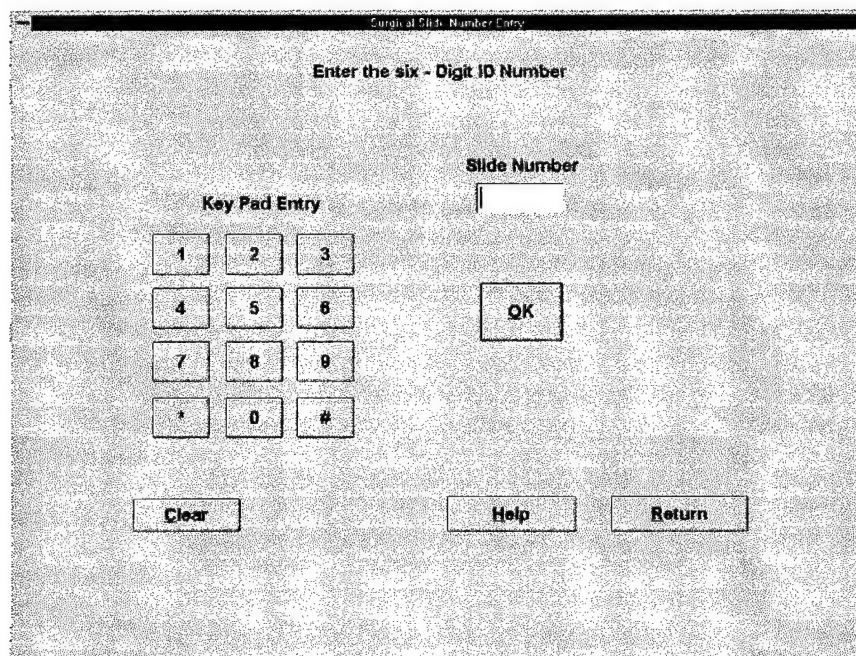 Surgical Slide Number Entry
Enter the six - Digit ID Number
Slide Number
Key Pad Entry
1 2 3
4 5 6
OK
7 8 9
* 0 #
Clear Help Return